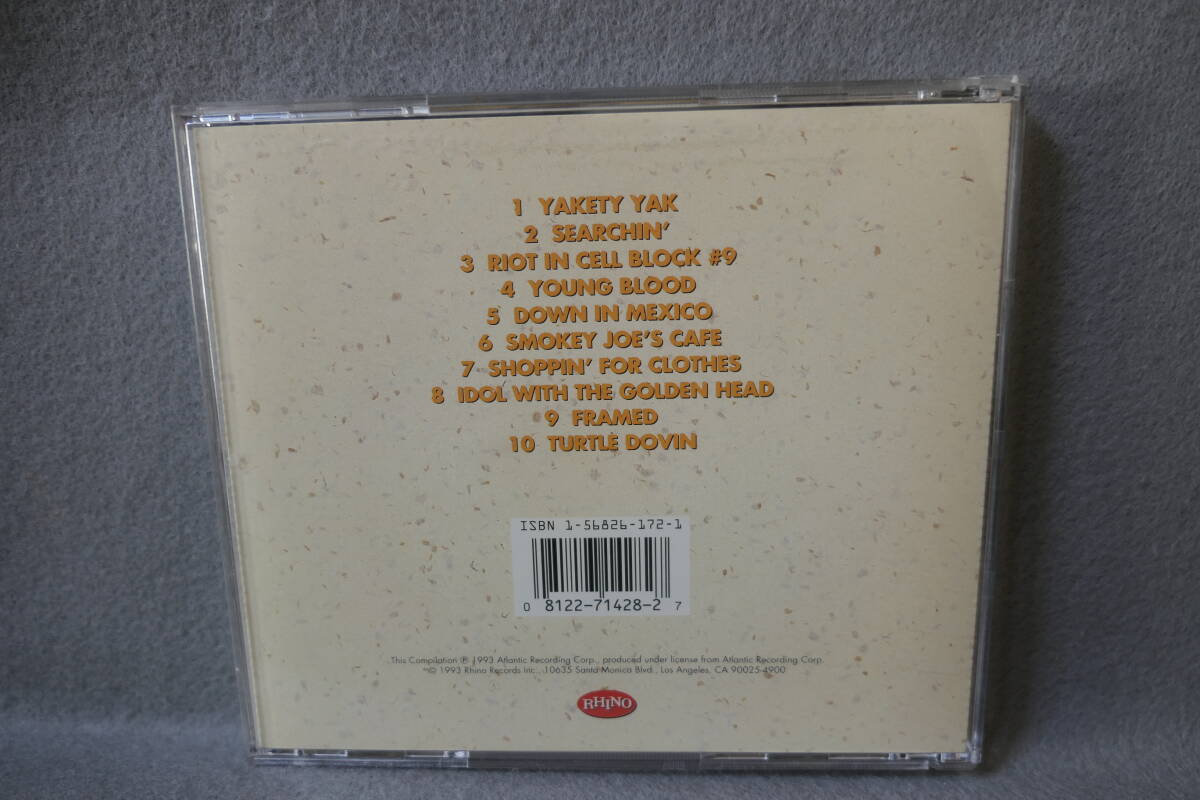 1 YAKETY YAK
2 SEARCHIN'
3 RIOT IN CELL BLOCK #9
4 YOUNG BLOOD
5 DOWN IN MEXICO
6 SMOKEY JOE'S CAFE
7 SHOPPIN' FOR CLOTHES
8 IDOL WITH THE GOLDEN HEAD
9 FRAMED
10 TURTLE DOVIN
ISBN 1-56826-172-1
0 8122-71428-2 7
This Compilation ℗ 1993 Atlantic Recording Corp., produced under license from Atlantic Recording Corp.
© 1993 Rhino Records Inc., 10635 Santa Monica Blvd., Los Angeles, CA 90025-4900
RHINO